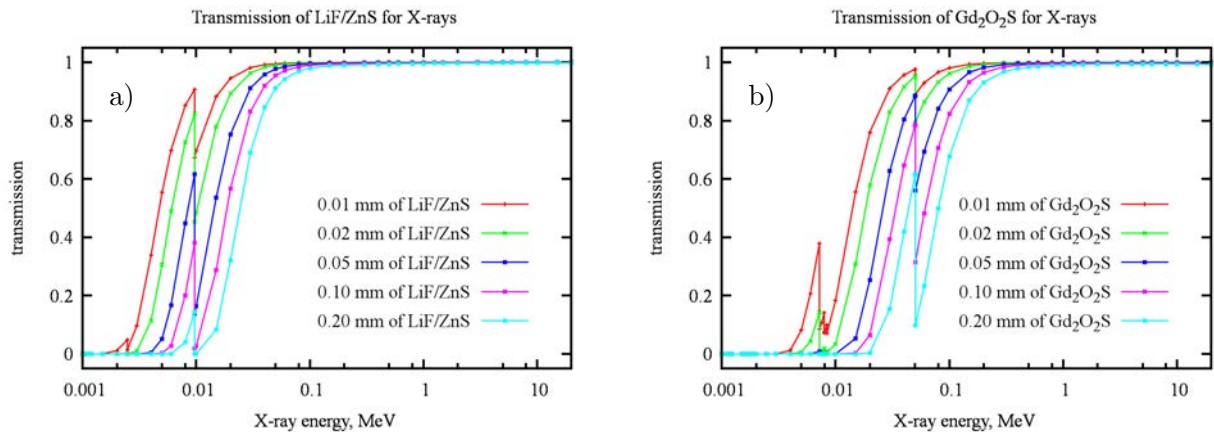 Transmission of LiF/ZnS for X-rays
a)
1
0.8
0.6
0.4
0.2
0
transmission
0.01 mm of LiF/ZnS
0.02 mm of LiF/ZnS
0.05 mm of LiF/ZnS
0.10 mm of LiF/ZnS
0.20 mm of LiF/ZnS
0.001 0.01 0.1 1 10
X-ray energy, MeV
Transmission of Gd₂O₂S for X-rays
b)
1
0.8
0.6
0.4
0.2
0
transmission
0.01 mm of Gd₂O₂S
0.02 mm of Gd₂O₂S
0.05 mm of Gd₂O₂S
0.10 mm of Gd₂O₂S
0.20 mm of Gd₂O₂S
0.001 0.01 0.1 1 10
X-ray energy, MeV